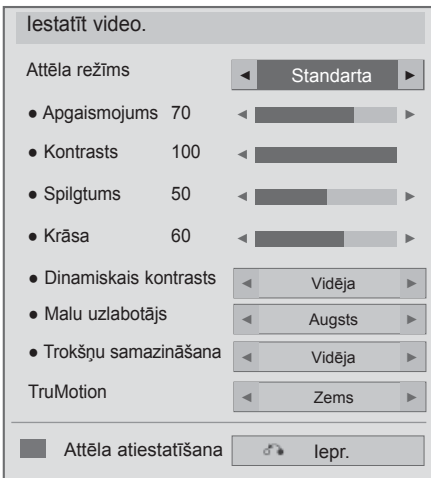 Iestatīt video.
Attēla režīms ◄ Standarta ►
● Apgaismojums 70
● Kontrasts 100
● Spilgtums 50
● Krāsa 60
● Dinamiskais kontrasts ◄ Vidēja ►
● Malu uzlabotājs ◄ Augsts ►
● Trokšņu samazināšana ◄ Vidēja ►
TruMotion ◄ Zems ►
Attēla atiestatīšana Iepr.